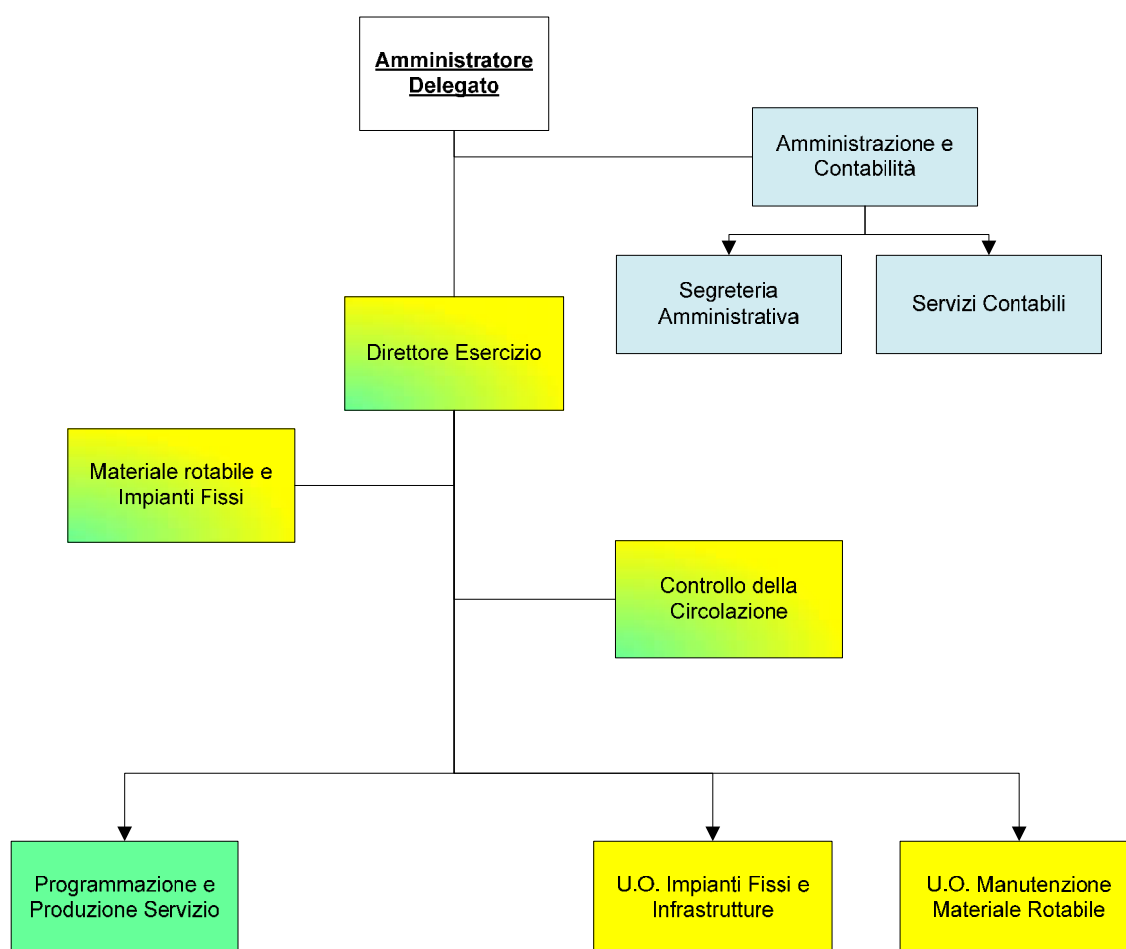 Amministratore
Delegato
Amministrazione e
Contabilità
Segreteria
Amministrativa
Servizi Contabili
Direttore Esercizio
Materiale rotabile e
Impianti Fissi
Controllo della
Circolazione
Programmazione e
Produzione Servizio
U.O. Impianti Fissi e
Infrastrutture
U.O. Manutenzione
Materiale Rotabile